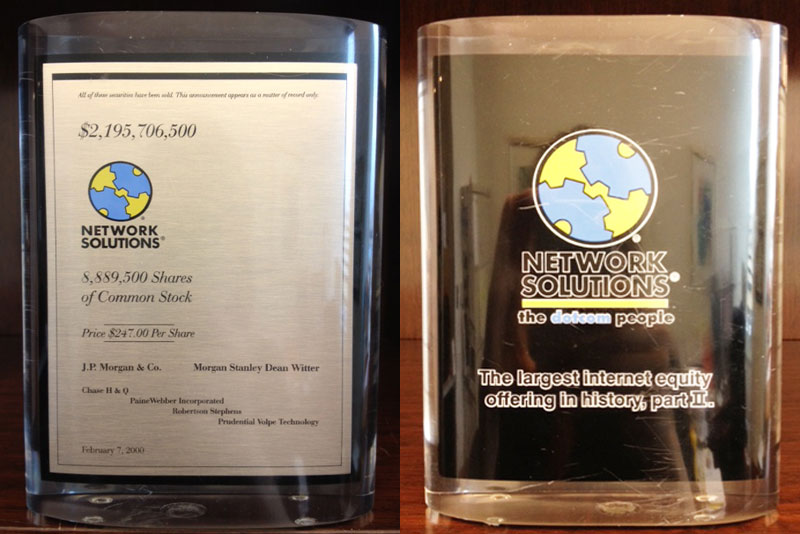 All of these securities have been sold. This announcement appears as a matter of record only.
$2,195,706,500
NETWORK
SOLUTIONS®
8,889,500 Shares
of Common Stock
Price $247.00 Per Share
J.P. Morgan & Co. Morgan Stanley Dean Witter
Chase H & Q
PaineWebber Incorporated
Robertson Stephens
Prudential Volpe Technology
February 7, 2000
NETWORK
SOLUTIONS®
the dotcom people
The largest internet equity
offering in history, part II.